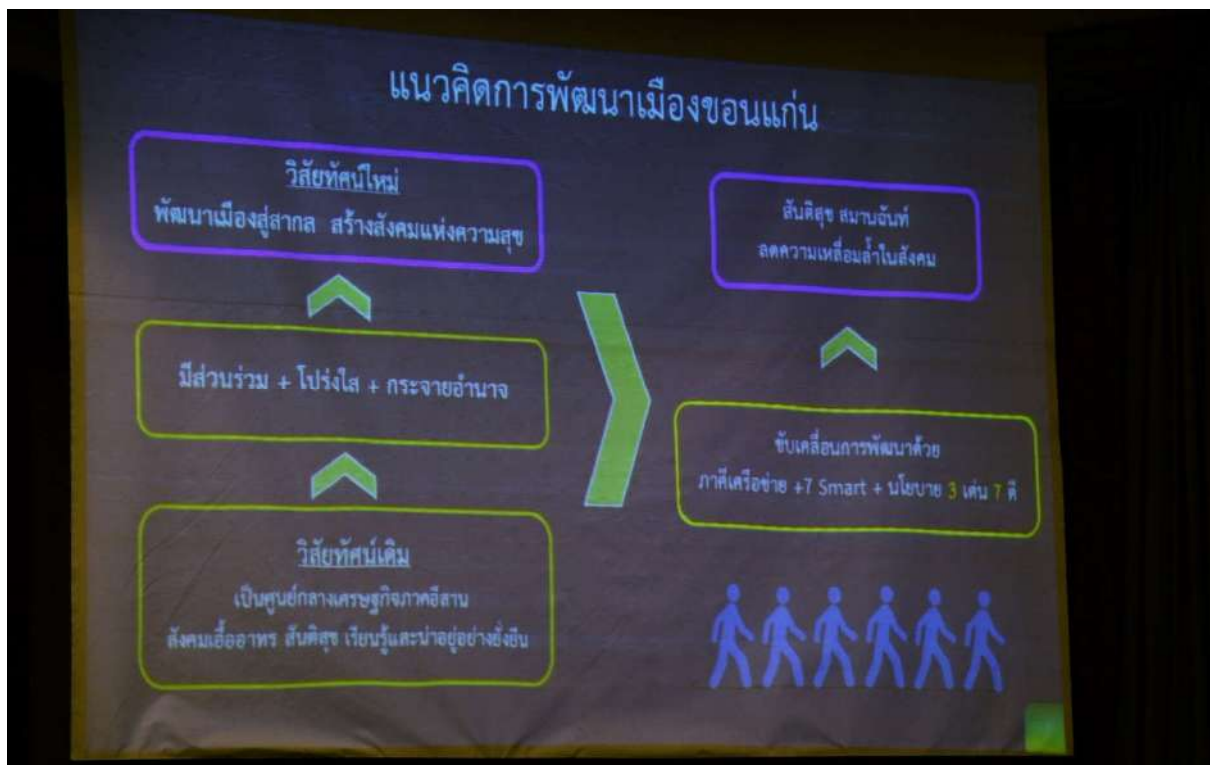 แนวคิดการพัฒนาเมืองขอนแก่น
วิสัยทัศน์ใหม่
พัฒนาเมืองสู่สากล สร้างสังคมแห่งความสุข
มีส่วนร่วม + โปร่งใส + กระจายอำนาจ
วิสัยทัศน์เดิม
เป็นศูนย์กลางเศรษฐกิจภาคอีสาน
สังคมเอื้ออาทร สันติสุข เรียนรู้และน่าอยู่อย่างยั่งยืน
สันติสุข สมานฉันท์
ลดความเหลื่อมล้ำในสังคม
ขับเคลื่อนการพัฒนาด้วย
ภาคีเครือข่าย +7 Smart + นโยบาย 3 เด่น 7 ดี